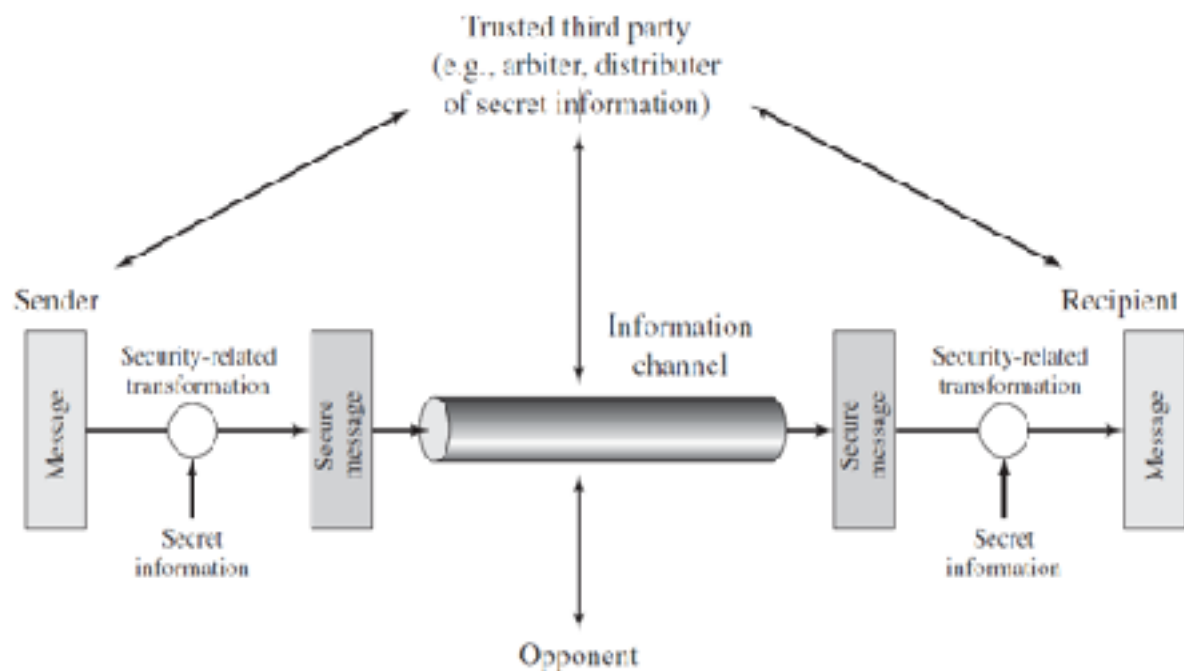 Trusted third party
(e.g., arbiter, distributer
of secret information)
Sender
Recipient
Information
channel
Security-related
transformation
Security-related
transformation
Message
Secure
message
Secure
message
Message
Secret
information
Secret
information
Opponent